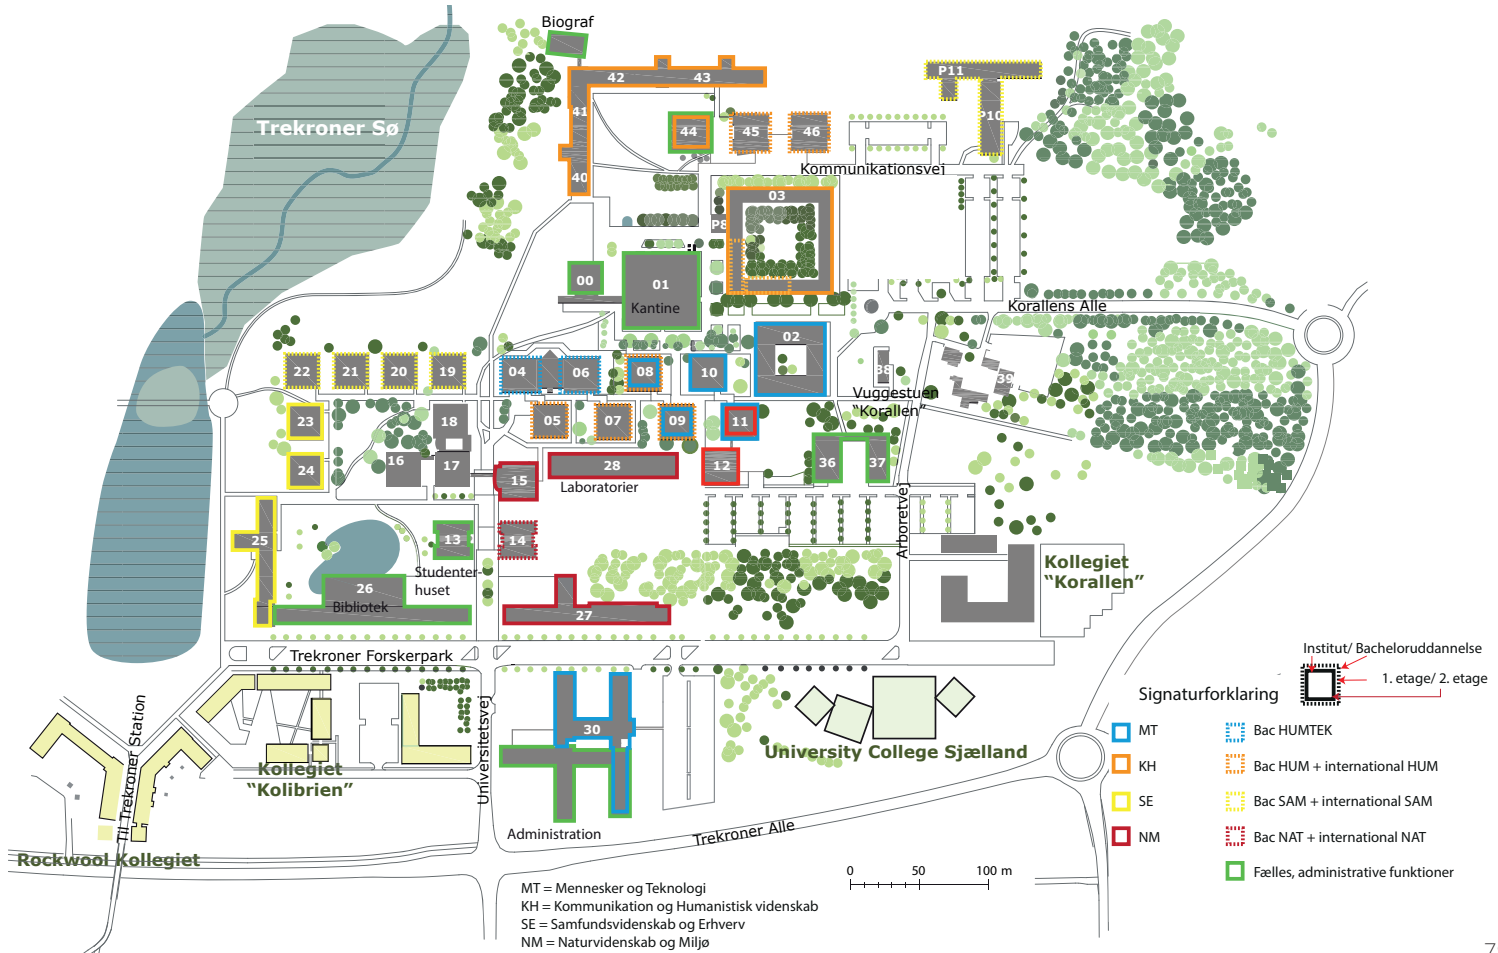 Biograf
42
43
P11
41
44
45
46
P10
Trekroner Sø
Kommunikationsvej
40
03
P8
00
01
Kantine
Korallens Alle
02
22
21
20
19
04
06
08
10
38
39
Vuggestuen
“Korallen”
23
18
05
07
09
11
16
17
24
15
28
12
36
37
Laboratorier
Arboretvej
25
13
14
Studenter-
huset
Kollegiet
“Korallen”
26
Bibliotek
27
Trekroner Forskerpark
Institut/ Bacheloruddannelse
1. etage/ 2. etage
Signaturforklaring
MT
Bac HUMTEK
KH
Bac HUM + international HUM
SE
Bac SAM + international SAM
NM
Bac NAT + international NAT
Fælles, administrative funktioner
Til Trekroner Station
Universitetsvej
30
University College Sjælland
Kollegiet
“Kolibrien”
Administration
Trekroner Alle
Rockwool Kollegiet
0
50
100 m
MT = Mennesker og Teknologi
KH = Kommunikation og Humanistisk videnskab
SE = Samfundsvidenskab og Erhverv
NM = Naturvidenskab og Miljø
7